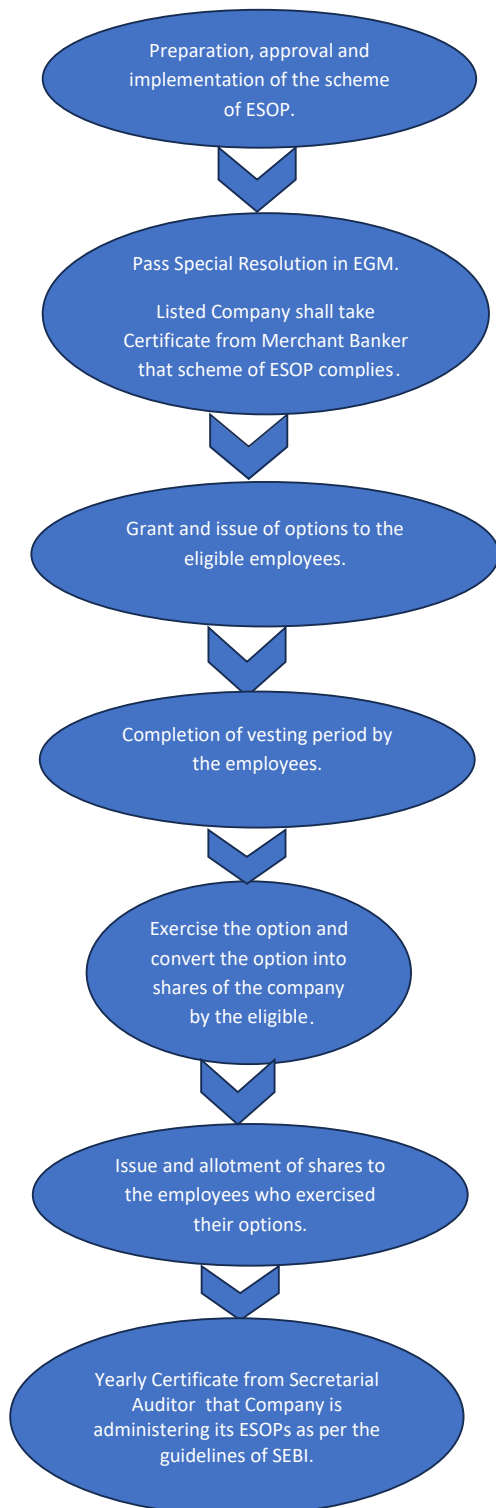 Preparation, approval and
implementation of the scheme
of ESOP.
Pass Special Resolution in EGM.
Listed Company shall take
Certificate from Merchant Banker
that scheme of ESOP complies.
Grant and issue of options to the
eligible employees.
Completion of vesting period by
the employees.
Exercise the option and
convert the option into
shares of the company
by the eligible.
Issue and allotment of shares to
the employees who exercised
their options.
Yearly Certificate from Secretarial
Auditor that Company is
administering its ESOPs as per the
guidelines of SEBI.